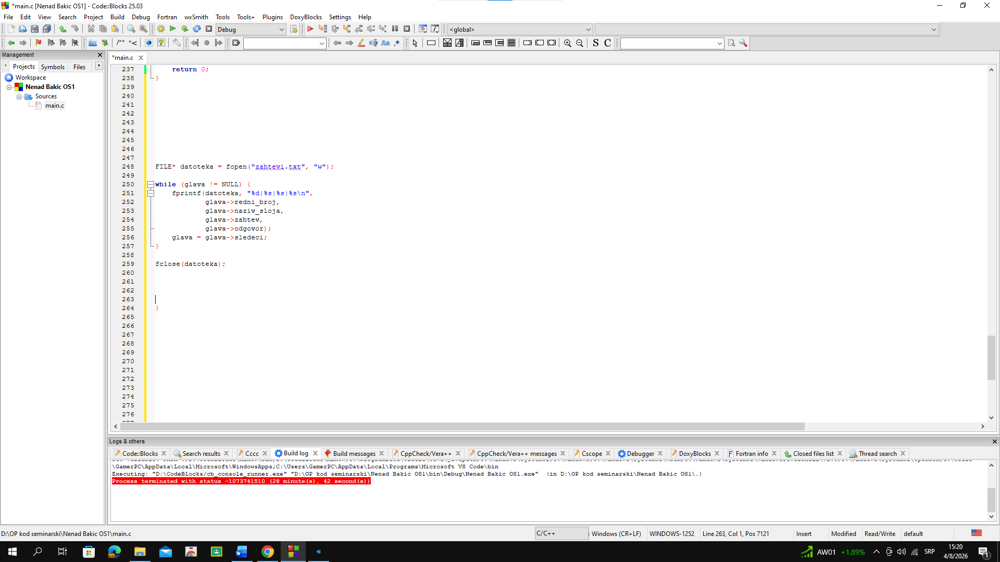 *main.c [Nenad Bakic OS1] - Code::Blocks 25.03
File Edit View Search Project Build Debug Fortran wxSmith Tools Tools+ Plugins DoxyBlocks Settings Help
Debug
<global>
/** *< 
Aa .*
S C
Management
*main.c
Projects Symbols Files
Workspace
Nenad Bakic OS1
Sources
main.c
237 return 0;
238 }
239
240
241
242
243
244
245
246
247
248 FILE* datoteka = fopen("zahtevi.txt", "w");
249
250 while (glava != NULL) {
251 fprintf(datoteka, "%d|%s|%s|%s\n",
252 glava->redni_broj,
253 glava->naziv_sloja,
254 glava->zahtev,
255 glava->odgovor);
256 glava = glava->sledeci;
257 }
258
259 fclose(datoteka);
260
261
262
263
264 }
265
266
267
268
269
270
271
272
273
274
275
276
Logs & others
Code::Blocks Search results Cccc Build log Build messages CppCheck/Vera++ CppCheck/Vera++ messages Cscope Debugger DoxyBlocks Fortran info Closed files list Thread search
\GamerPC\AppData\Local\Microsoft\WindowsApps;C:\Users\GamerPC\AppData\Local\Programs\Microsoft VS Code\bin
Executing: "D:\CodeBlocks/cb_console_runner.exe" "D:\OP kod seminarski\Nenad Bakic OS1\bin\Debug\Nenad Bakic OS1.exe" (in D:\OP kod seminarski\Nenad Bakic OS1\.)
Process terminated with status -1073741510 (28 minute(s), 42 second(s))
D:\OP kod seminarski\Nenad Bakic OS1\main.c C/C++ Windows (CR+LF) WINDOWS-1252 Line 263, Col 1, Pos 7121 Insert Modified Read/Write default
AW01 +1.89% SRP
15:20
4/8/2026
1